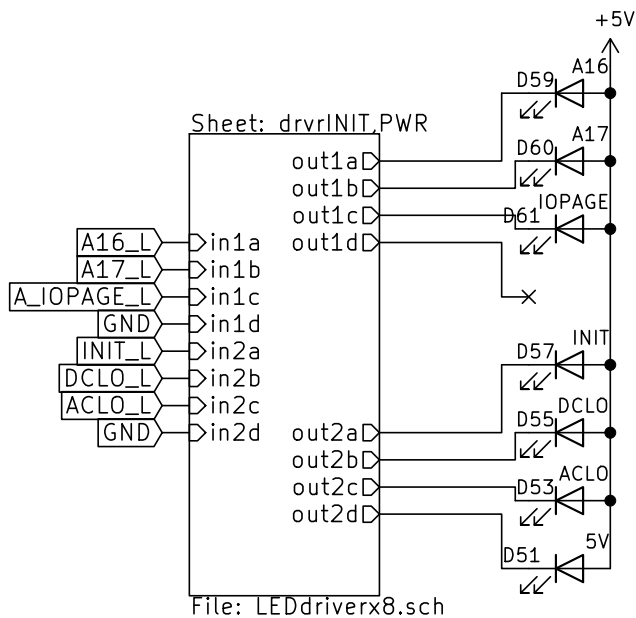 +5V
A16
D59
Sheet: drvrINIT,PWR
A17
D60
out1a
out1b
IOPAGE
out1c
D61
A16_L in1a out1d
A17_L in1b
A_IOPAGE_L in1c
GND in1d
INIT
INIT_L in2a
D57
DCLO_L in2b
ACLO_L in2c
DCLO
D55
GND in2d out2a
out2b
ACLO
out2c
D53
out2d
5V
D51
File: LEDdriverx8.sch